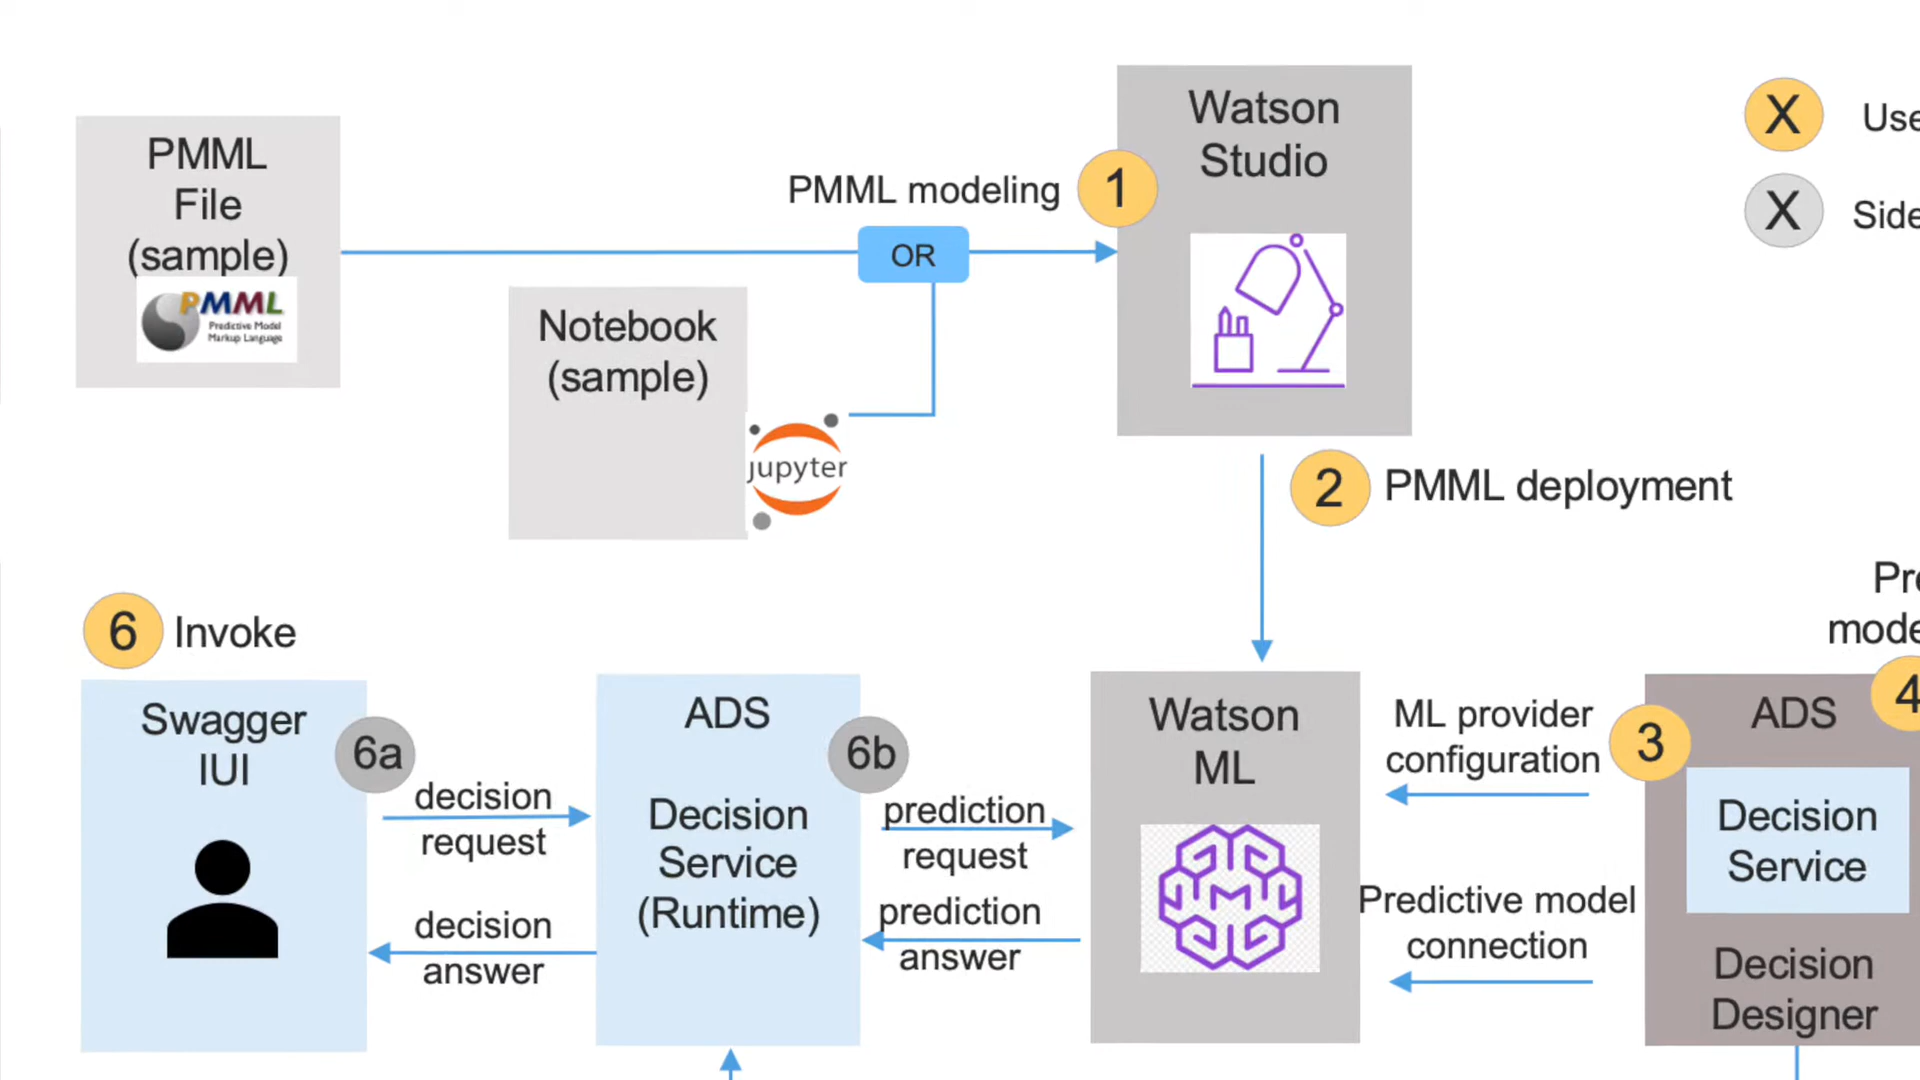 PMML
File
(sample)
PMML
Predictive Model
Markup Language
Notebook
(sample)
jupyter
PMML modeling
1
OR
Watson
Studio
X
Use
X
Side
2
PMML deployment
6
Invoke
Swagger
IUI
6a
decision
request
decision
answer
ADS
6b
Decision
Service
(Runtime)
prediction
request
prediction
answer
Watson
ML
ML provider
configuration
3
Predictive model
connection
Pre
mode
4
ADS
Decision
Service
Decision
Designer